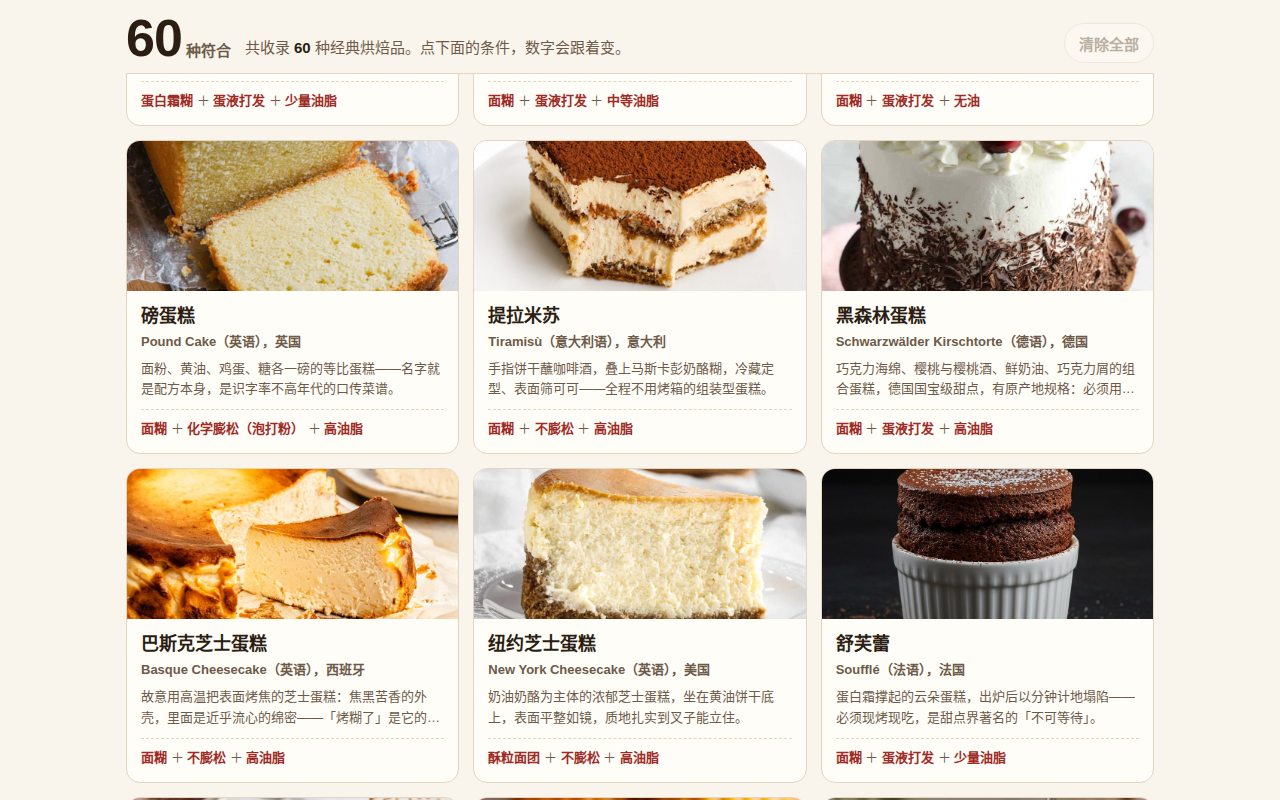 60 种符合 共收录 60 种经典烘焙品。点下面的条件，数字会跟着变。 清除全部
蛋白霜糊 ＋ 蛋液打发 ＋ 少量油脂
面糊 ＋ 蛋液打发 ＋ 中等油脂
面糊 ＋ 蛋液打发 ＋ 无油
磅蛋糕
Pound Cake（英语），英国
面粉、黄油、鸡蛋、糖各一磅的等比蛋糕——名字就
是配方本身，是识字率不高年代的口传菜谱。
面糊 ＋ 化学膨松（泡打粉） ＋ 高油脂
提拉米苏
Tiramisù（意大利语），意大利
手指饼干蘸咖啡酒，叠上马斯卡彭奶酪糊，冷藏定
型、表面筛可可——全程不用烤箱的组装型蛋糕。
面糊 ＋ 不膨松 ＋ 高油脂
黑森林蛋糕
Schwarzwälder Kirschtorte（德语），德国
巧克力海绵、樱桃与樱桃酒、鲜奶油、巧克力屑的组
合蛋糕，德国国宝级甜点，有原产地规格：必须用…
面糊 ＋ 蛋液打发 ＋ 高油脂
巴斯克芝士蛋糕
Basque Cheesecake（英语），西班牙
故意用高温把表面烤焦的芝士蛋糕：焦黑苦香的外
壳，里面是近乎流心的绵密——「烤糊了」是它的…
面糊 ＋ 不膨松 ＋ 高油脂
纽约芝士蛋糕
New York Cheesecake（英语），美国
奶油奶酪为主体的浓郁芝士蛋糕，坐在黄油饼干底
上，表面平整如镜，质地扎实到叉子能立住。
酥粒面团 ＋ 不膨松 ＋ 高油脂
舒芙蕾
Soufflé（法语），法国
蛋白霜撑起的云朵蛋糕，出炉后以分钟计地塌陷——
必须现烤现吃，是甜点界著名的「不可等待」。
面糊 ＋ 蛋液打发 ＋ 少量油脂